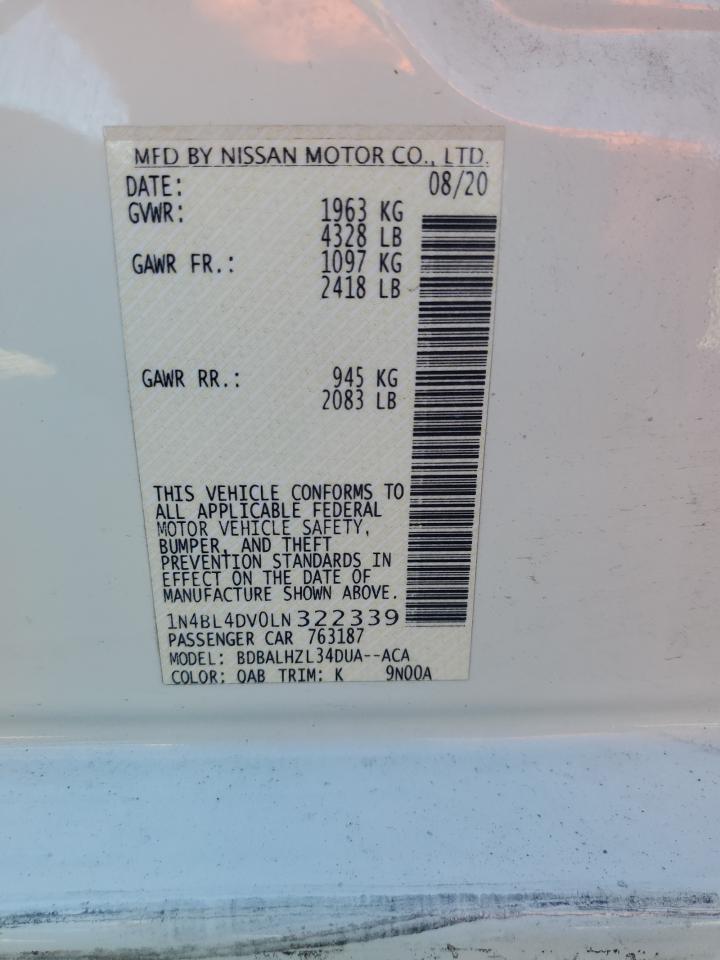 MFD BY NISSAN MOTOR CO., LTD.
DATE: 08/20
GVWR: 1963 KG
4328 LB
GAWR FR.: 1097 KG
2418 LB
GAWR RR.: 945 KG
2083 LB
THIS VEHICLE CONFORMS TO
ALL APPLICABLE FEDERAL
MOTOR VEHICLE SAFETY,
BUMPER, AND THEFT
PREVENTION STANDARDS IN
EFFECT ON THE DATE OF
MANUFACTURE SHOWN ABOVE.
1N4BL4DV0LN322339
PASSENGER CAR 763187
MODEL: BDBALHZL34DUA--ACA
COLOR: QAB TRIM: K 9N00A